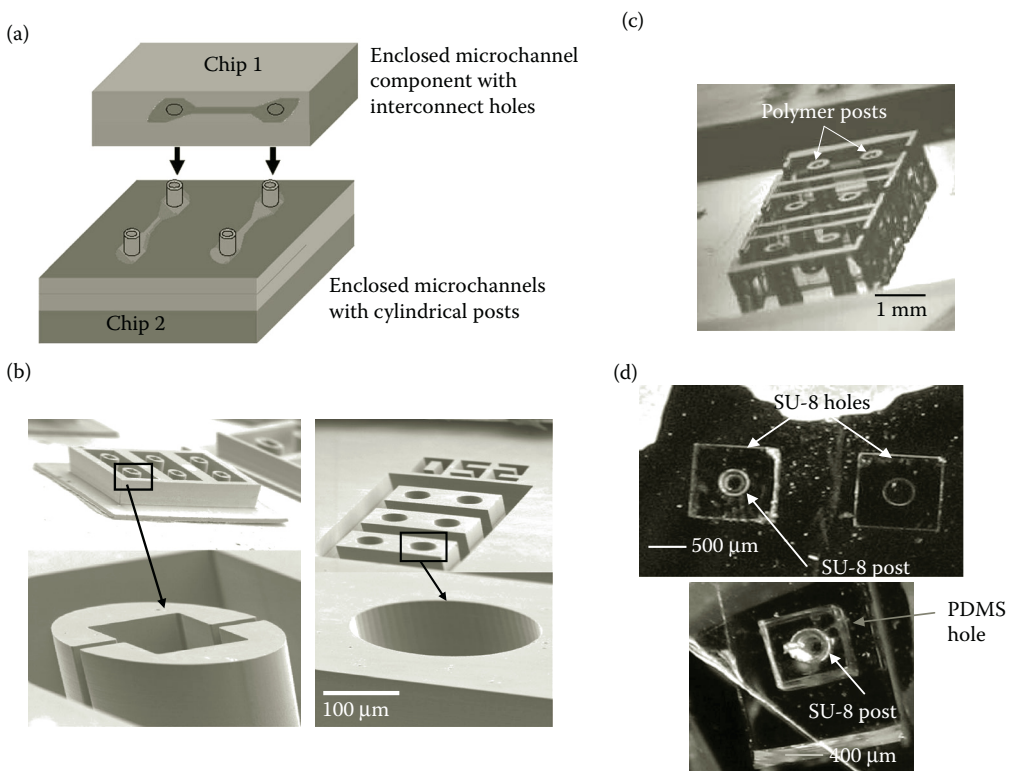 (a)
Chip 1
Enclosed microchannel
component with
interconnect holes
Enclosed microchannels
with cylindrical posts
Chip 2
(b)
052
100 μm
(c)
Polymer posts
1 mm
(d)
SU-8 holes
500 μm
SU-8 post
PDMS
hole
SU-8 post
400 μm